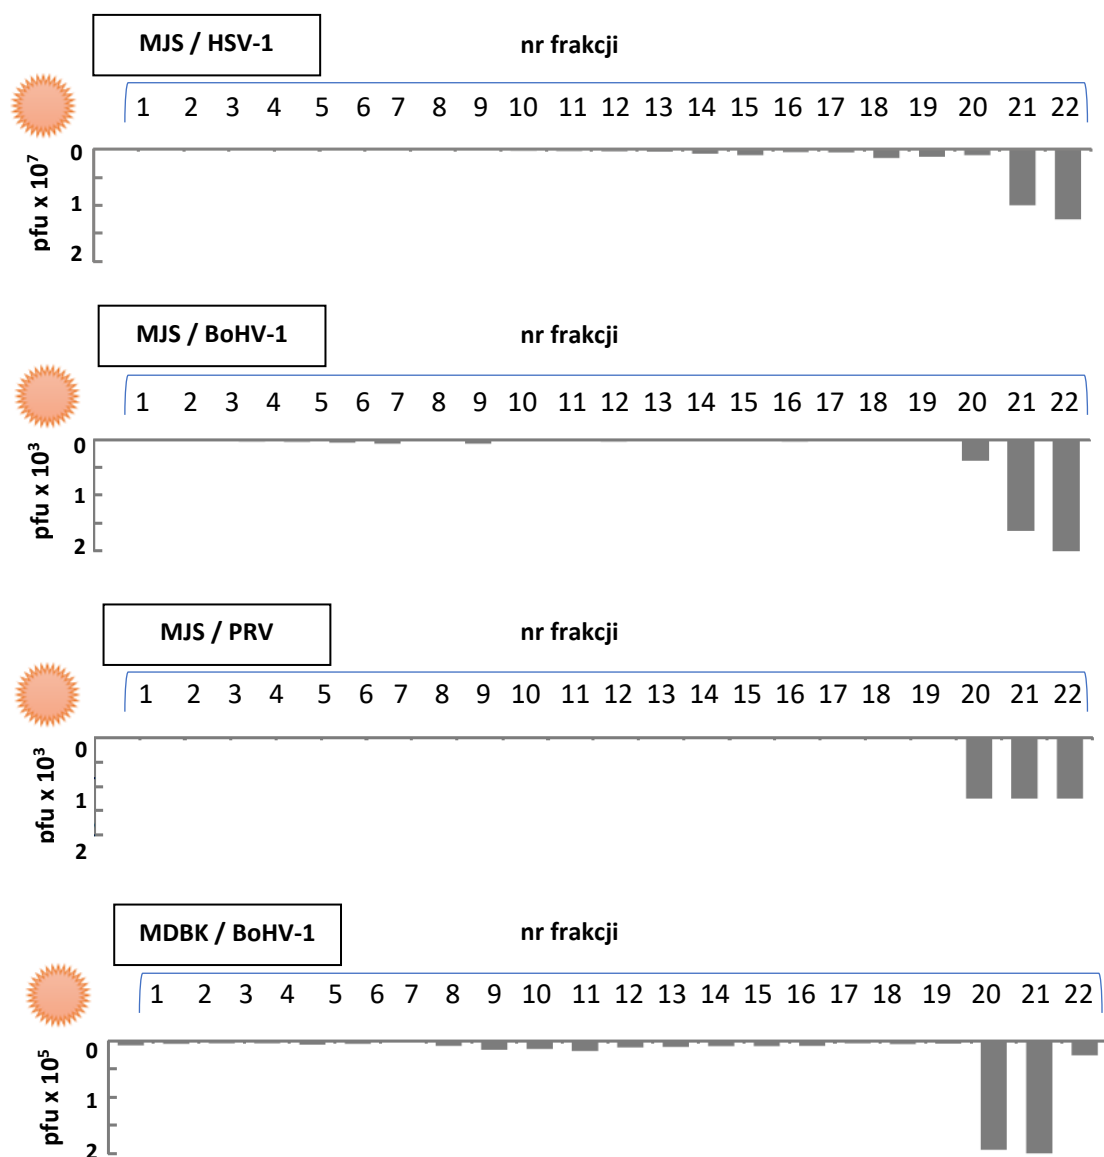 MJS / HSV-1
nr frakcji
1 2 3 4 5 6 7 8 9 10 11 12 13 14 15 16 17 18 19 20 21 22
pfu x 10⁷
0
1
2
MJS / BoHV-1
nr frakcji
1 2 3 4 5 6 7 8 9 10 11 12 13 14 15 16 17 18 19 20 21 22
pfu x 10³
0
1
2
MJS / PRV
nr frakcji
1 2 3 4 5 6 7 8 9 10 11 12 13 14 15 16 17 18 19 20 21 22
pfu x 10³
0
1
2
MDBK / BoHV-1
nr frakcji
1 2 3 4 5 6 7 8 9 10 11 12 13 14 15 16 17 18 19 20 21 22
pfu x 10⁵
0
1
2